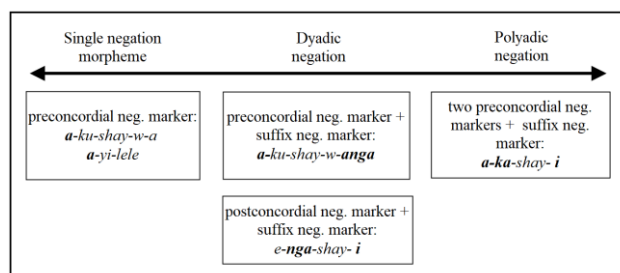 Single negation
morpheme
Dyadic
negation
Polyadic
negation
preconcordial neg. marker:
a-ku-shay-w-a
a-yi-lele
preconcordial neg. marker +
suffix neg. marker:
a-ku-shay-w-anga
two preconcordial neg.
markers + suffix neg.
marker:
a-ka-shay- i
postconcordial neg. marker +
suffix neg. marker:
e-nga-shay- i